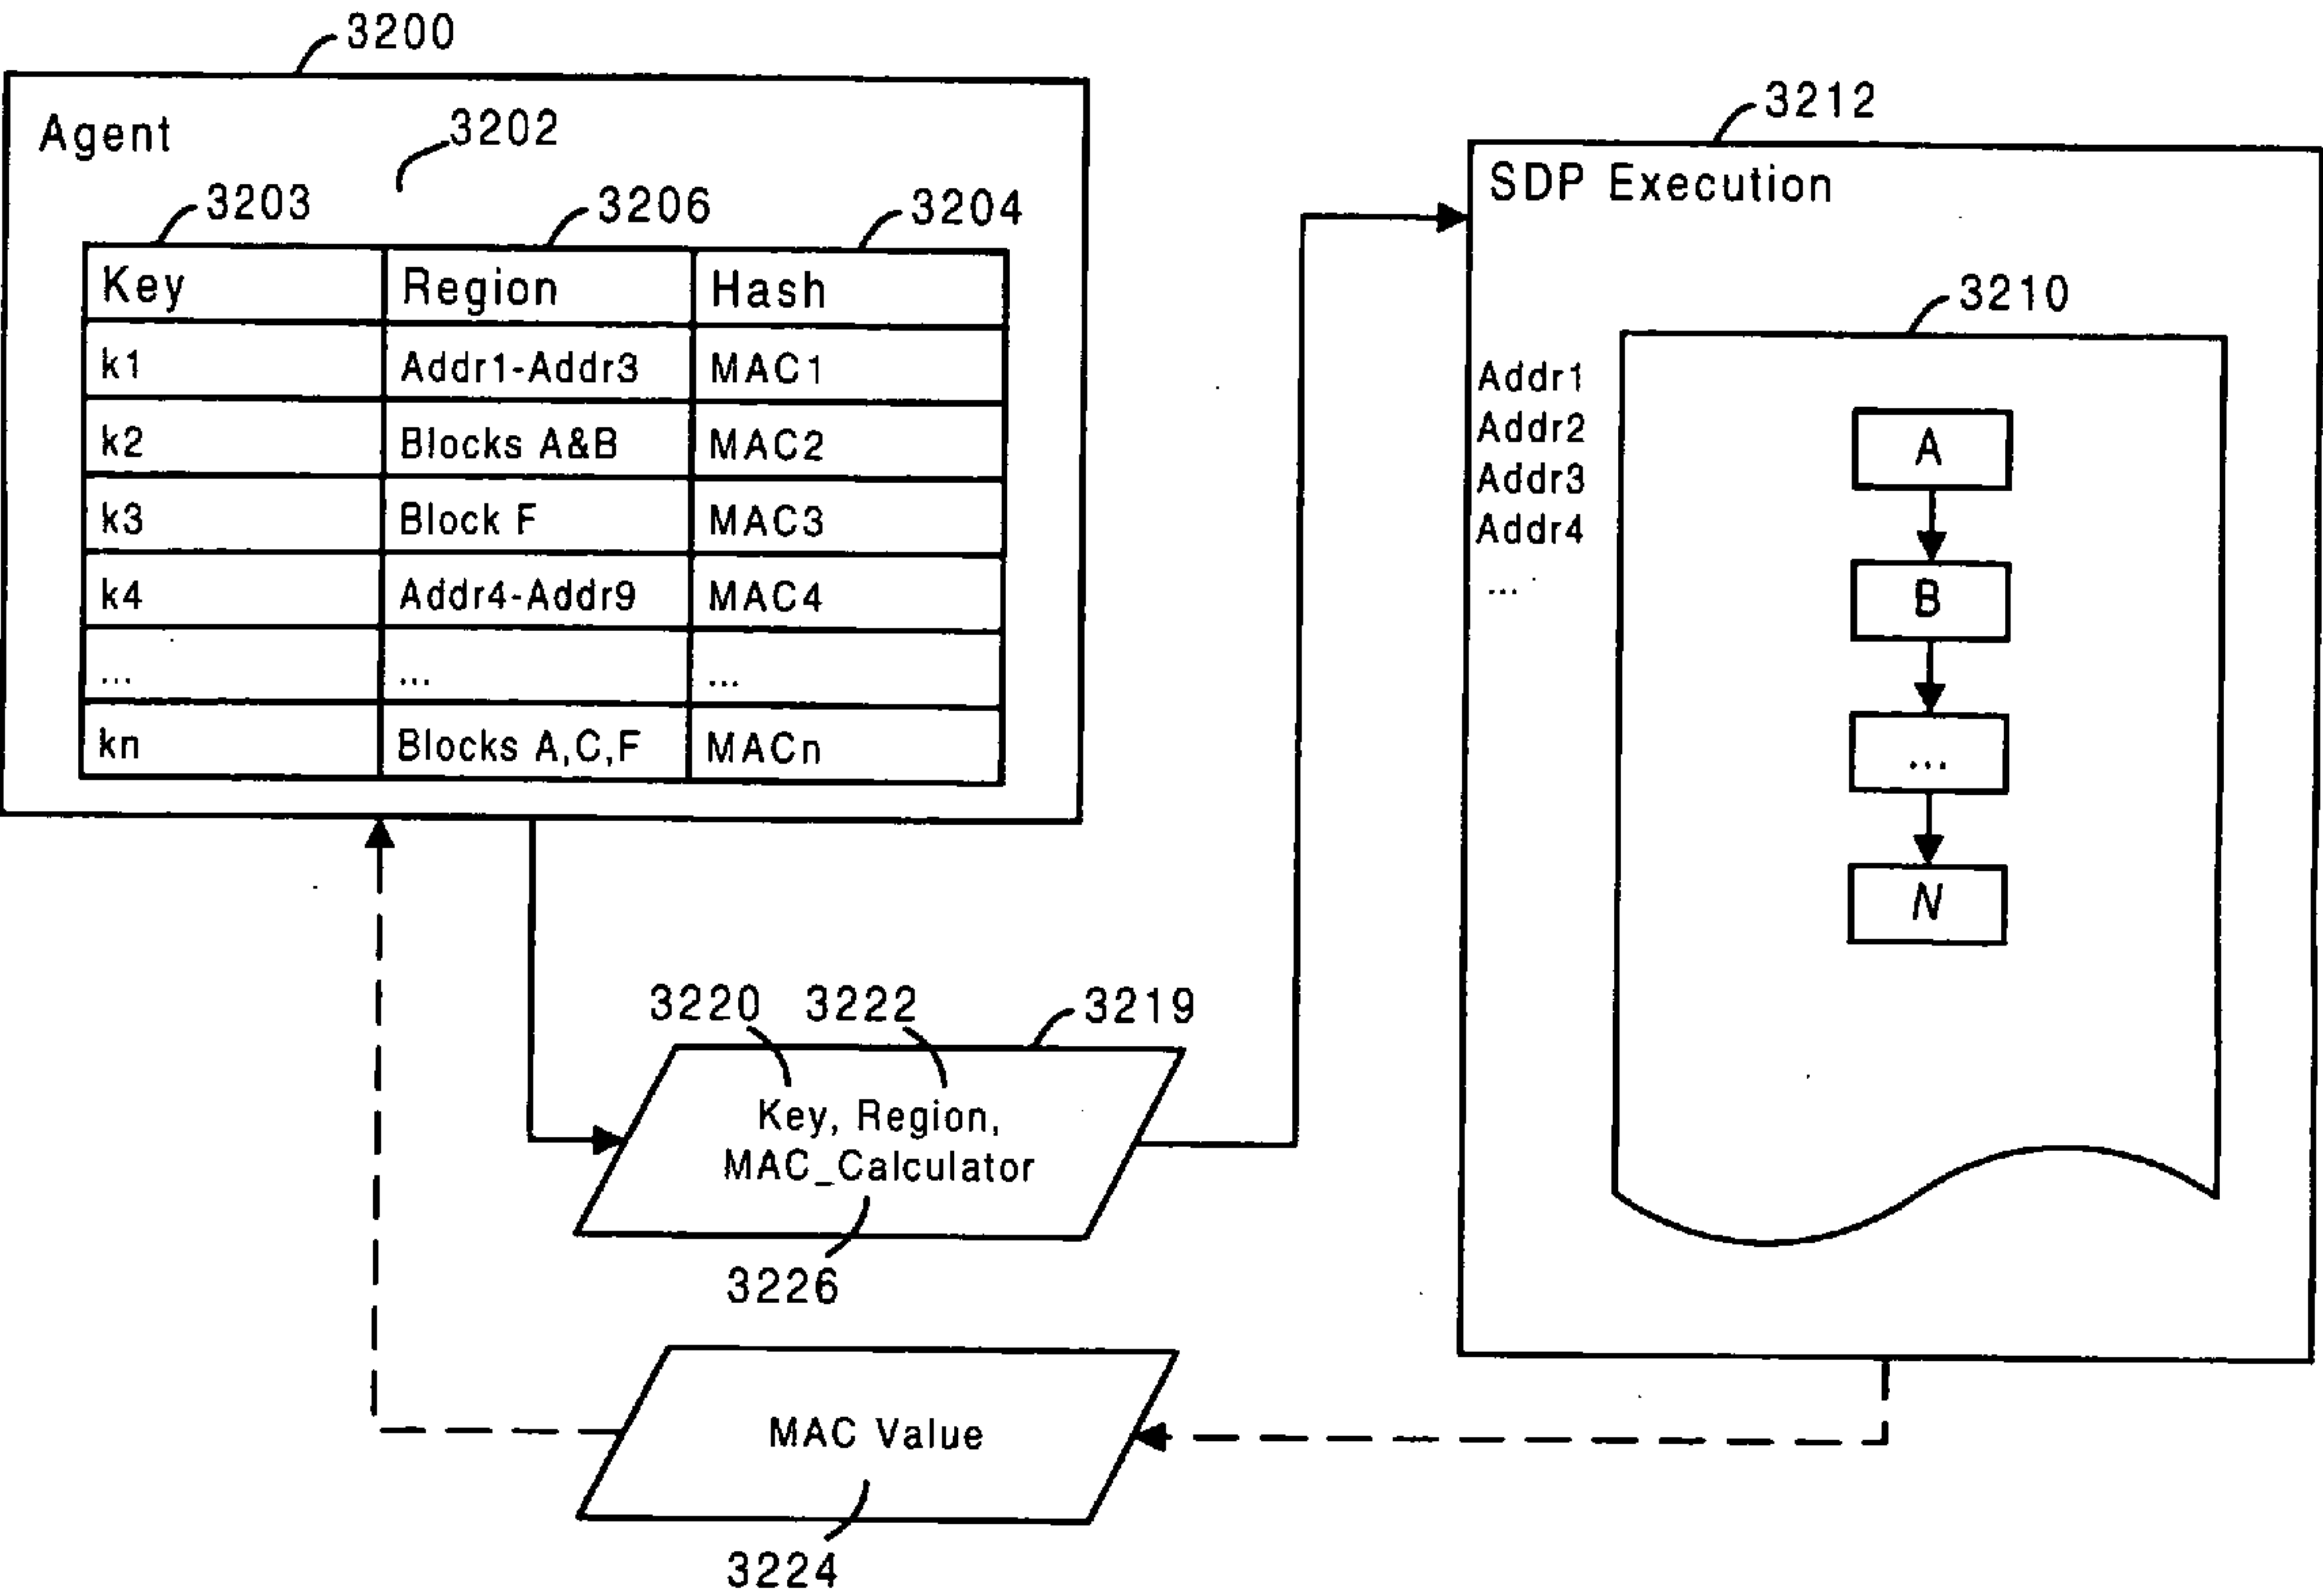 3200
Agent
3202
3203
3206
3204
Key Region Hash
k1 Addr1-Addr3 MAC1
k2 Blocks A&B MAC2
k3 Block F MAC3
k4 Addr4-Addr9 MAC4
... ... ...
kn Blocks A,C,F MACn
3212
SDP Execution
3210
Addr1
Addr2
Addr3
Addr4
...
A
B
...
N
3220
3222
3219
Key, Region,
MAC_Calculator
3226
MAC Value
3224